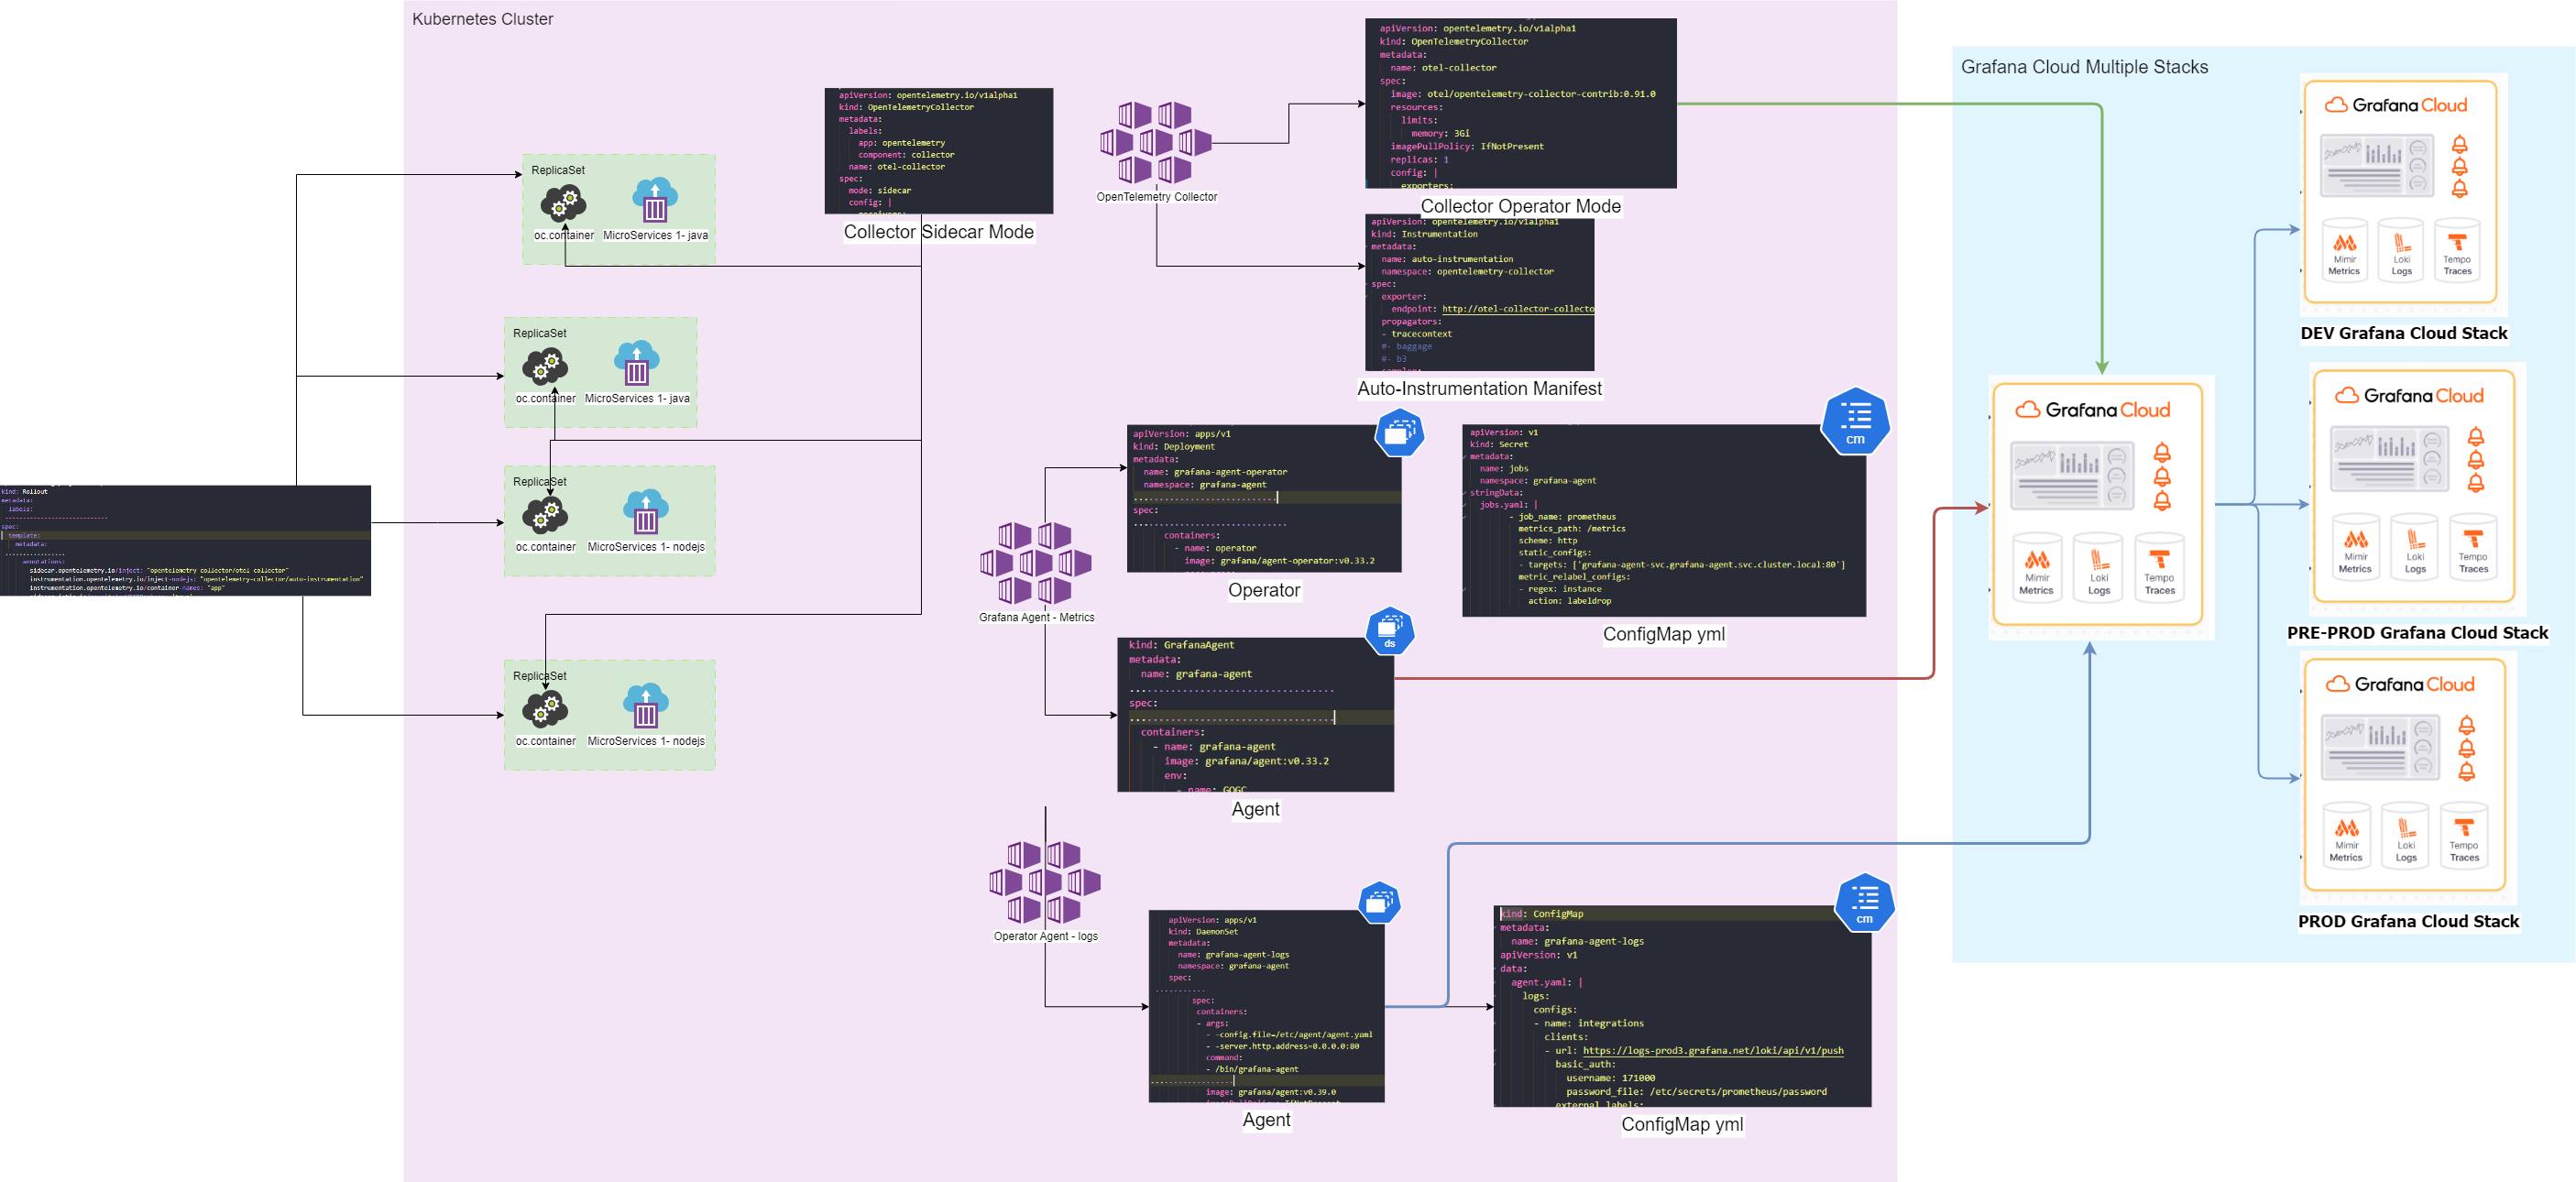 Kubernetes Cluster
kind: Rollout
metadata:
labels:
spec:
template:
metadata:
annotations:
sidecar.opentelemetry.io/inject: "opentelemetry-collector/otel-collector"
instrumentation.opentelemetry.io/inject-nodejs: "opentelemetry-collector/auto-instrumentation"
instrumentation.opentelemetry.io/container-names: "app"
ReplicaSet
oc.container
MicroServices 1- java
ReplicaSet
oc.container
MicroServices 1- java
ReplicaSet
oc.container
MicroServices 1- nodejs
ReplicaSet
oc.container
MicroServices 1- nodejs
apiVersion: opentelemetry.io/v1alpha1
kind: OpenTelemetryCollector
metadata:
labels:
app: opentelemetry
component: collector
name: otel-collector
spec:
mode: sidecar
config: |
receivers:
Collector Sidecar Mode
OpenTelemetry Collector
apiVersion: opentelemetry.io/v1alpha1
kind: OpenTelemetryCollector
metadata:
name: otel-collector
spec:
image: otel/opentelemetry-collector-contrib:0.91.0
resources:
limits:
memory: 3Gi
imagePullPolicy: IfNotPresent
replicas: 1
config: |
exporters:
Collector Operator Mode
apiVersion: opentelemetry.io/v1alpha1
kind: Instrumentation
metadata:
name: auto-instrumentation
namespace: opentelemetry-collector
spec:
exporter:
endpoint: http://otel-collector-collecto
propagators:
- tracecontext
#- baggage
#- b3
Auto-Instrumentation Manifest
Grafana Agent - Metrics
apiVersion: apps/v1
kind: Deployment
metadata:
name: grafana-agent-operator
namespace: grafana-agent
spec:
containers:
- name: operator
image: grafana/agent-operator:v0.33.2
Operator
cm
apiVersion: v1
kind: Secret
metadata:
name: jobs
namespace: grafana-agent
stringData:
jobs.yaml: |
- job_name: prometheus
metrics_path: /metrics
scheme: http
static_configs:
- targets: ['grafana-agent-svc.grafana-agent.svc.cluster.local:80']
metric_relabel_configs:
- regex: instance
action: labeldrop
ConfigMap yml
ds
kind: GrafanaAgent
metadata:
name: grafana-agent
spec:
containers:
- name: grafana-agent
image: grafana/agent:v0.33.2
env:
- name: GOGC
Agent
Operator Agent - logs
apiVersion: apps/v1
kind: DaemonSet
metadata:
name: grafana-agent-logs
namespace: grafana-agent
spec:
spec:
containers:
- args:
- -config.file=/etc/agent/agent.yaml
- -server.http.address=0.0.0.0:80
command:
- /bin/grafana-agent
image: grafana/agent:v0.39.0
imagePullPolicy: IfNotPresent
Agent
cm
kind: ConfigMap
metadata:
name: grafana-agent-logs
apiVersion: v1
data:
agent.yaml: |
logs:
configs:
- name: integrations
clients:
- url: https://logs-prod3.grafana.net/loki/api/v1/push
basic_auth:
username: 171000
password_file: /etc/secrets/prometheus/password
external_labels:
ConfigMap yml
Grafana Cloud Multiple Stacks
Grafana Cloud
Mimir Metrics
Loki Logs
Tempo Traces
Grafana Cloud
Mimir Metrics
Loki Logs
Tempo Traces
DEV Grafana Cloud Stack
Grafana Cloud
Mimir Metrics
Loki Logs
Tempo Traces
PRE-PROD Grafana Cloud Stack
Grafana Cloud
Mimir Metrics
Loki Logs
Tempo Traces
PROD Grafana Cloud Stack